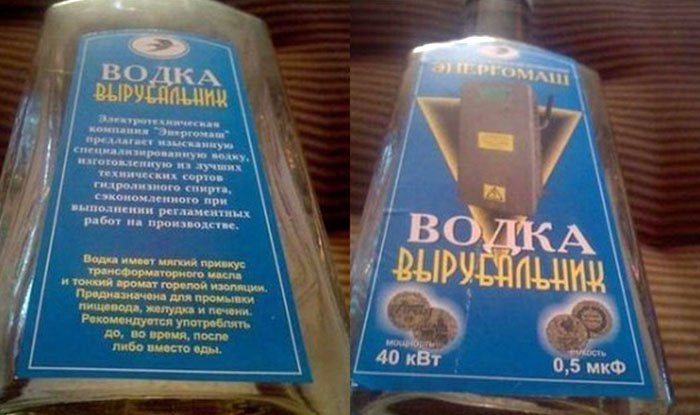 ВОДКА
ВЫРУБАЛЬНИК
Электротехническая
компания "Энергомаш"
предлагает изысканную
специализированную водку,
изготовленную из лучших
технических сортов
гидролизного спирта,
сэкономленного при
выполнении регламентных
работ на производстве.
Водка имеет мягкий привкус
трансформаторного масла
и тонкий аромат горелой изоляции.
Предназначена для промывки
пищевода, желудка и печени.
Рекомендуется употреблять
до, во время, после
либо вместо еды.
ЭНЕРГОМАШ
ВОДКА
ВЫРУБАЛЬНИК
мощность
40 кВт
емкость
0,5 мкФ